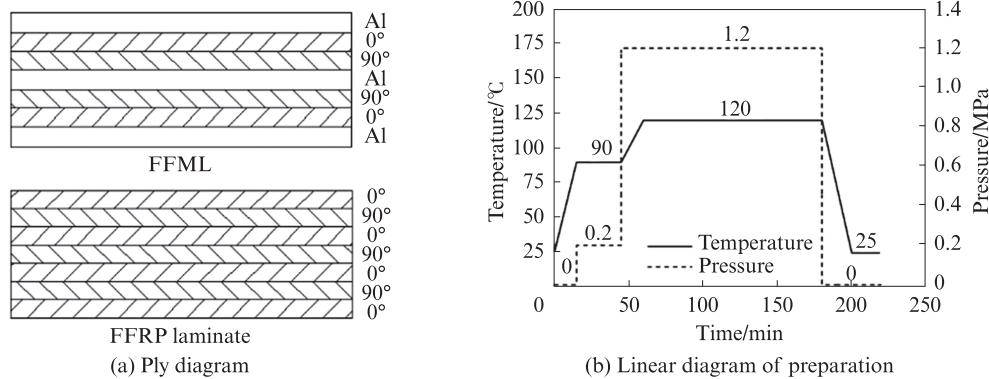 Al
0°
90°
Al
90°
0°
Al
FFML
0°
90°
0°
90°
0°
90°
0°
FFRP laminate
(a) Ply diagram
200
175
150
125
100
75
50
25
0
Temperature/°C
1.4
1.2
1.0
0.8
0.6
0.4
0.2
0
Pressure/MPa
1.2
120
90
0.2
0
25
0
Temperature
Pressure
50 100 150 200 250
Time/min
(b) Linear diagram of preparation